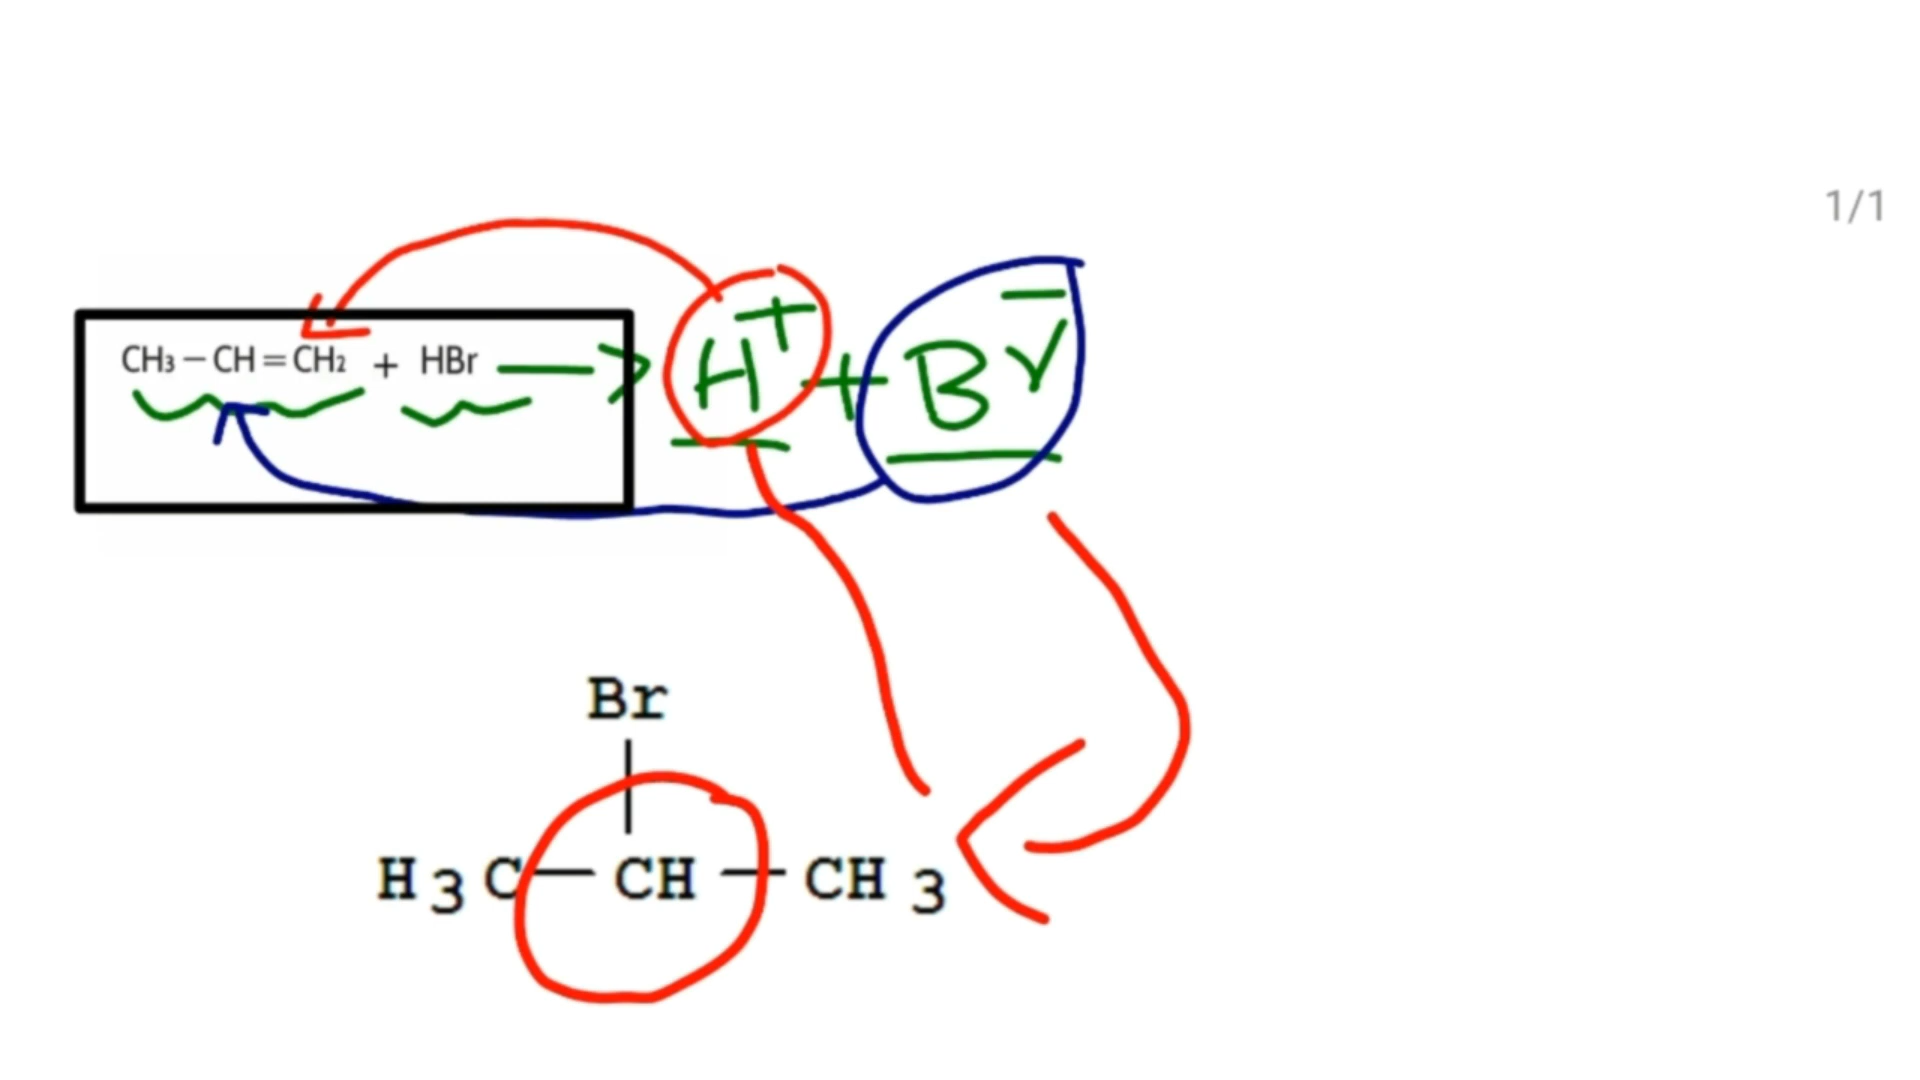 1/1
CH₃ − CH = CH₂ + HBr ⟶ H⁺ + Br⁻
Br
H₃C — CH — CH₃